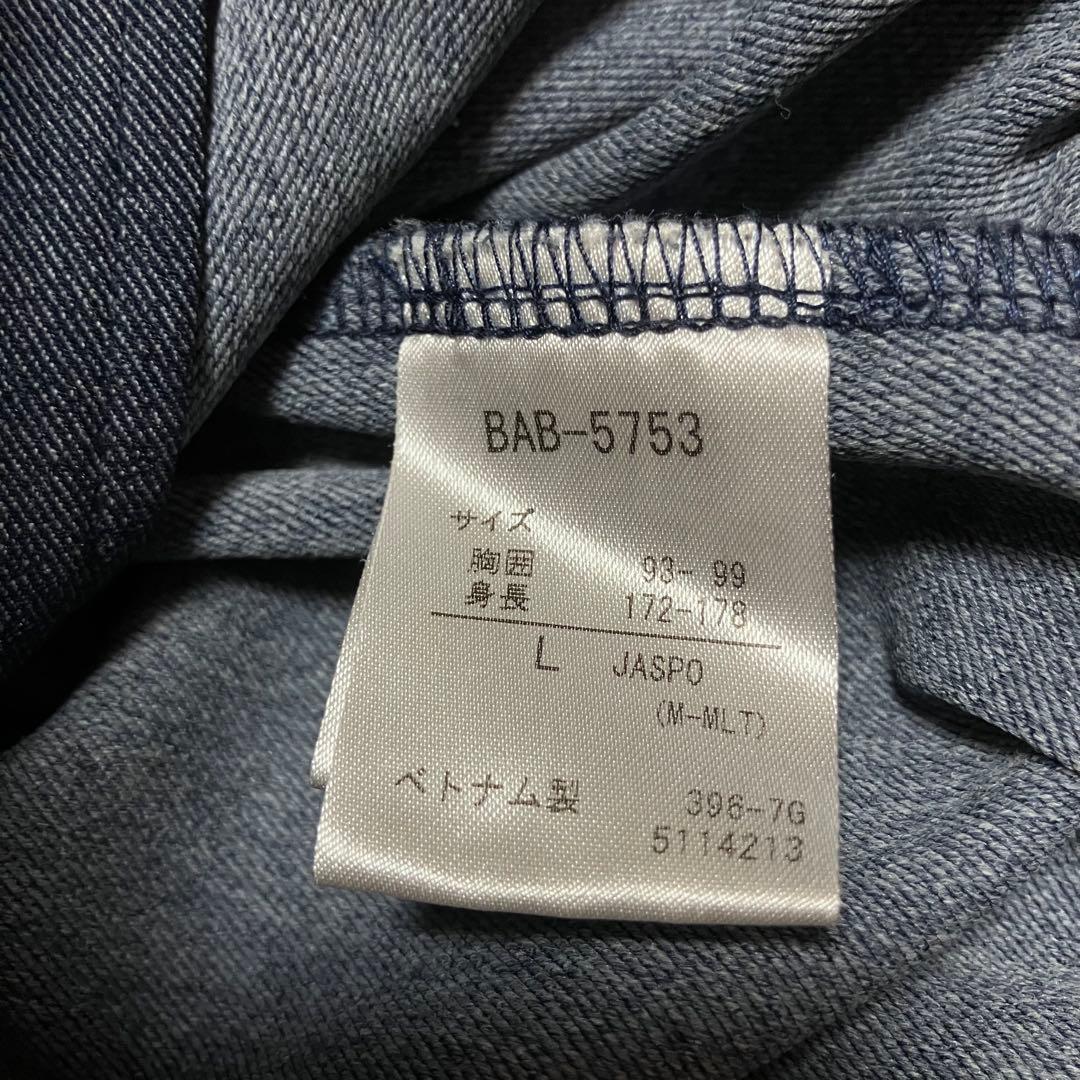 BAB-5753
サイズ
胸囲 93- 99
身長 172-178
L JASPO
(M-MLT)
ベトナム製 396-7G
5114213